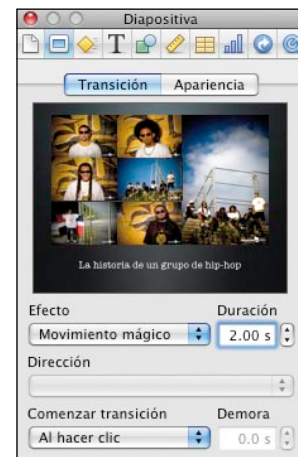 Diapositiva
T
Transición Apariencia
La historia de un grupo de hip-hop
Efecto Duración
Movimiento mágico 2.00 s
Dirección
Comenzar transición Demora
Al hacer clic 0.0 s